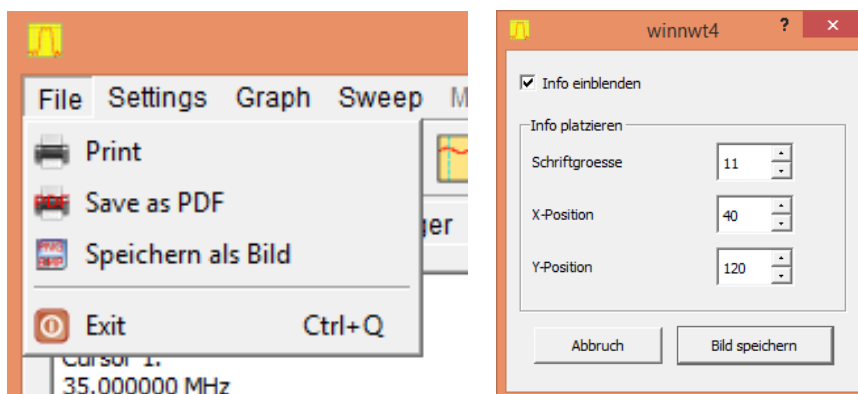 File Settings Graph Sweep M
Print
Save as PDF
Speichern als Bild
Exit Ctrl+Q
ger
Cursor 1:
35.000000 MHz
winnwt4 ?
Info einblenden
Info platzieren
Schriftgroesse 11
X-Position 40
Y-Position 120
Abbruch Bild speichern